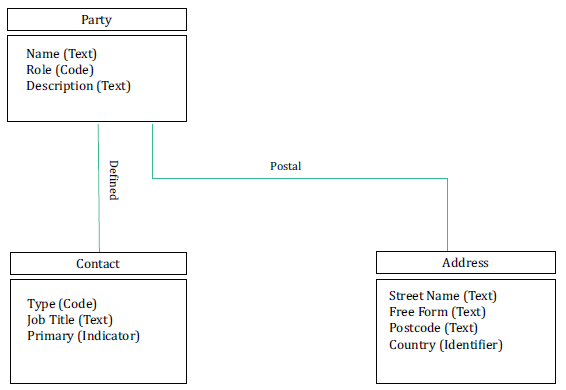 Party
Name (Text)
Role (Code)
Description (Text)
Defined
Postal
Contact
Type (Code)
Job Title (Text)
Primary (Indicator)
Address
Street Name (Text)
Free Form (Text)
Postcode (Text)
Country (Identifier)